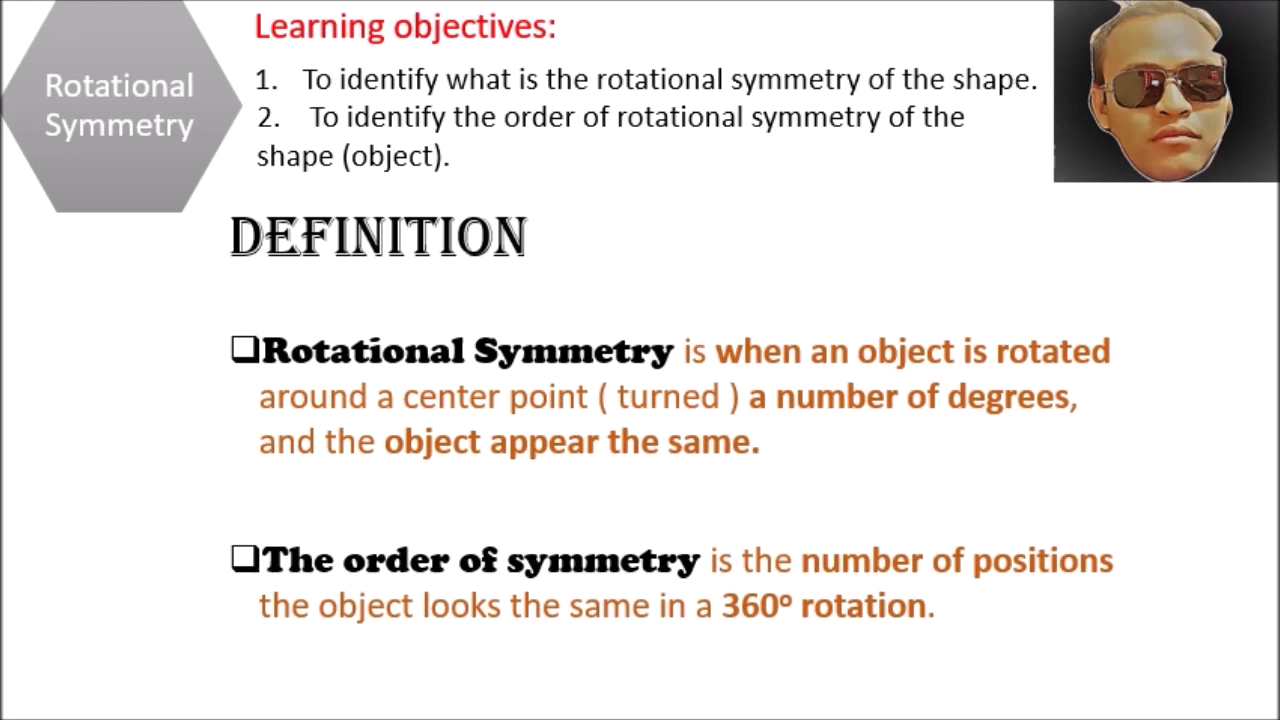 Rotational
Symmetry
Learning objectives:
1. To identify what is the rotational symmetry of the shape.
2. To identify the order of rotational symmetry of the
shape (object).
DEFINITION
❑Rotational Symmetry is when an object is rotated
around a center point ( turned ) a number of degrees,
and the object appear the same.
❑The order of symmetry is the number of positions
the object looks the same in a 360º rotation.